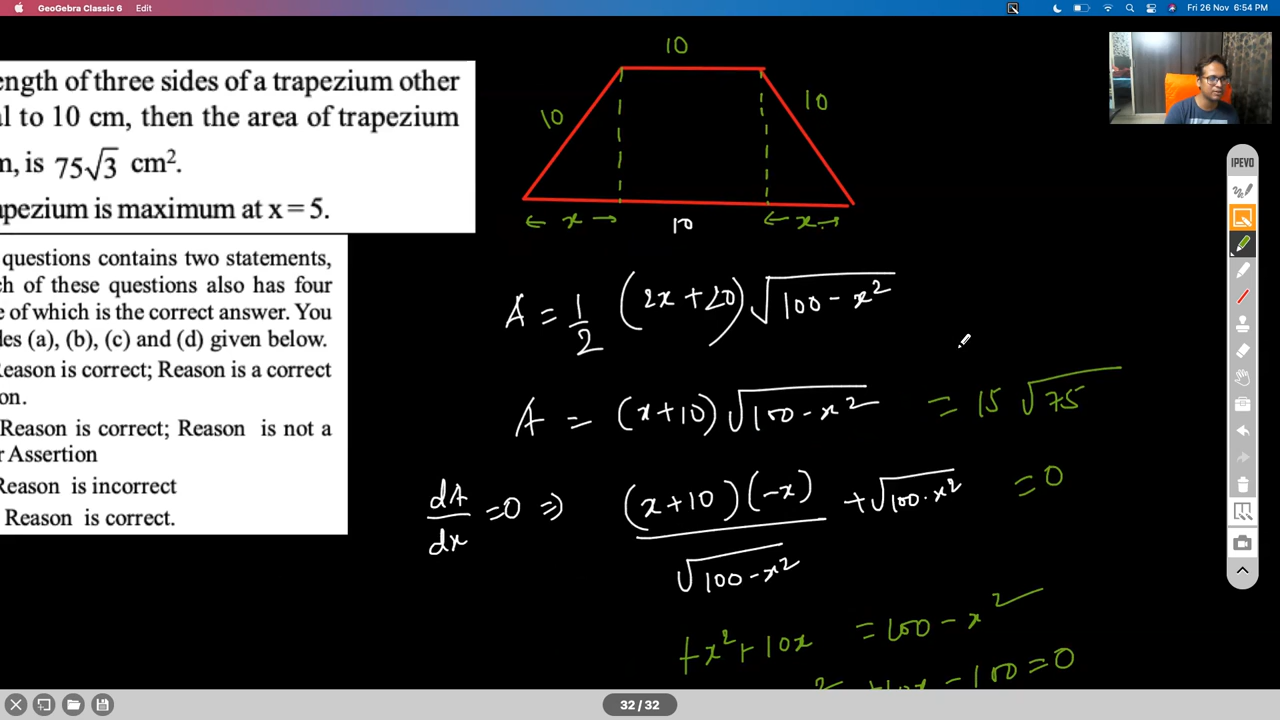 GeoGebra Classic 6 Edit Fri 26 Nov 6:54 PM
ength of three sides of a trapezium other
al to 10 cm, then the area of trapezium
m, is 75√3 cm².
apezium is maximum at x = 5.
questions contains two statements,
ch of these questions also has four
e of which is the correct answer. You
des (a), (b), (c) and (d) given below.
Reason is correct; Reason is a correct
on.
Reason is correct; Reason is not a
r Assertion
Reason is incorrect
Reason is correct.
10
10 10
x 10 x
A = 1/2 (2x + 20) √(100 - x²)
A = (x+10) √(100 - x²) = 15 √75
dA/dx = 0 ⇒ (x+10)(-x)/√(100 - x²) + √(100 - x²) = 0
+x² + 10x = 100 - x²
+10x - 100 = 0
IPEVO
32 / 32